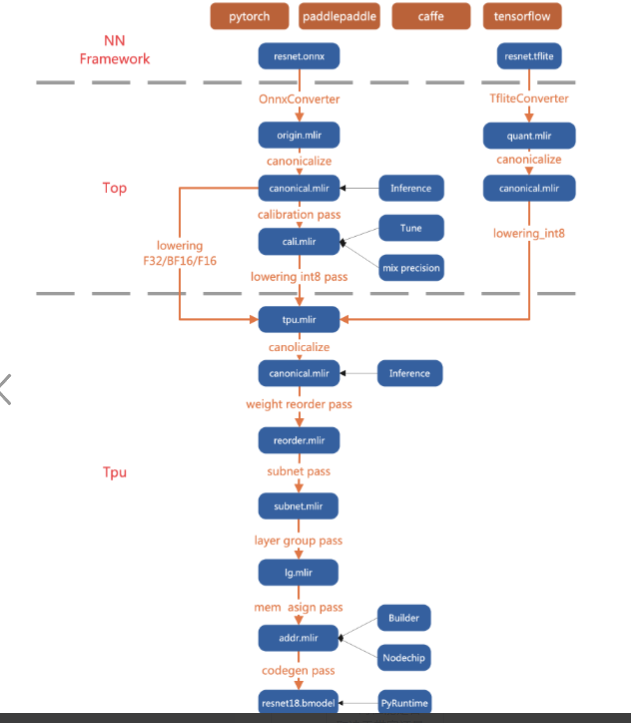 pytorch
paddlepaddle
caffe
tensorflow
NN
Framework
resnet.onnx
resnet.tflite
OnnxConverter
TfliteConverter
origin.mlir
quant.mlir
canonicalize
canonicalize
Top
canonical.mlir
Inference
canonical.mlir
calibration pass
Tune
cali.mlir
lowering_int8
lowering
F32/BF16/F16
mix precision
lowering int8 pass
tpu.mlir
canolicalize
canonical.mlir
Inference
weight reorder pass
reorder.mlir
Tpu
subnet pass
subnet.mlir
layer group pass
lg.mlir
mem asign pass
Builder
addr.mlir
Nodechip
codegen pass
resnet18.bmodel
PyRuntime